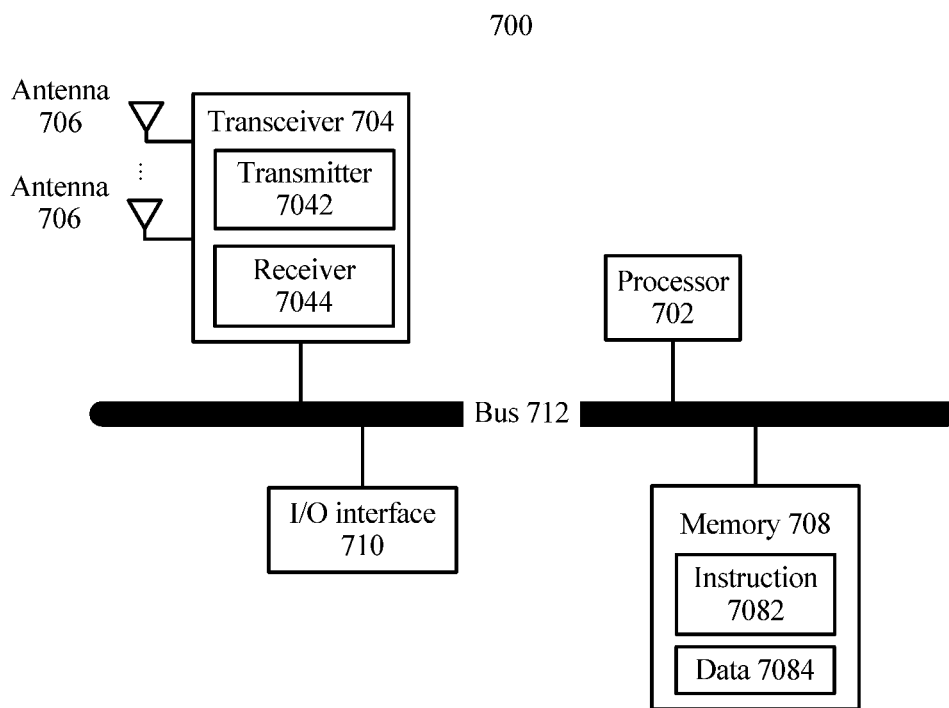 700
Antenna
706
Transceiver 704
Transmitter
7042
⋮
Antenna
706
Receiver
7044
Processor
702
Bus 712
I/O interface
710
Memory 708
Instruction
7082
Data 7084